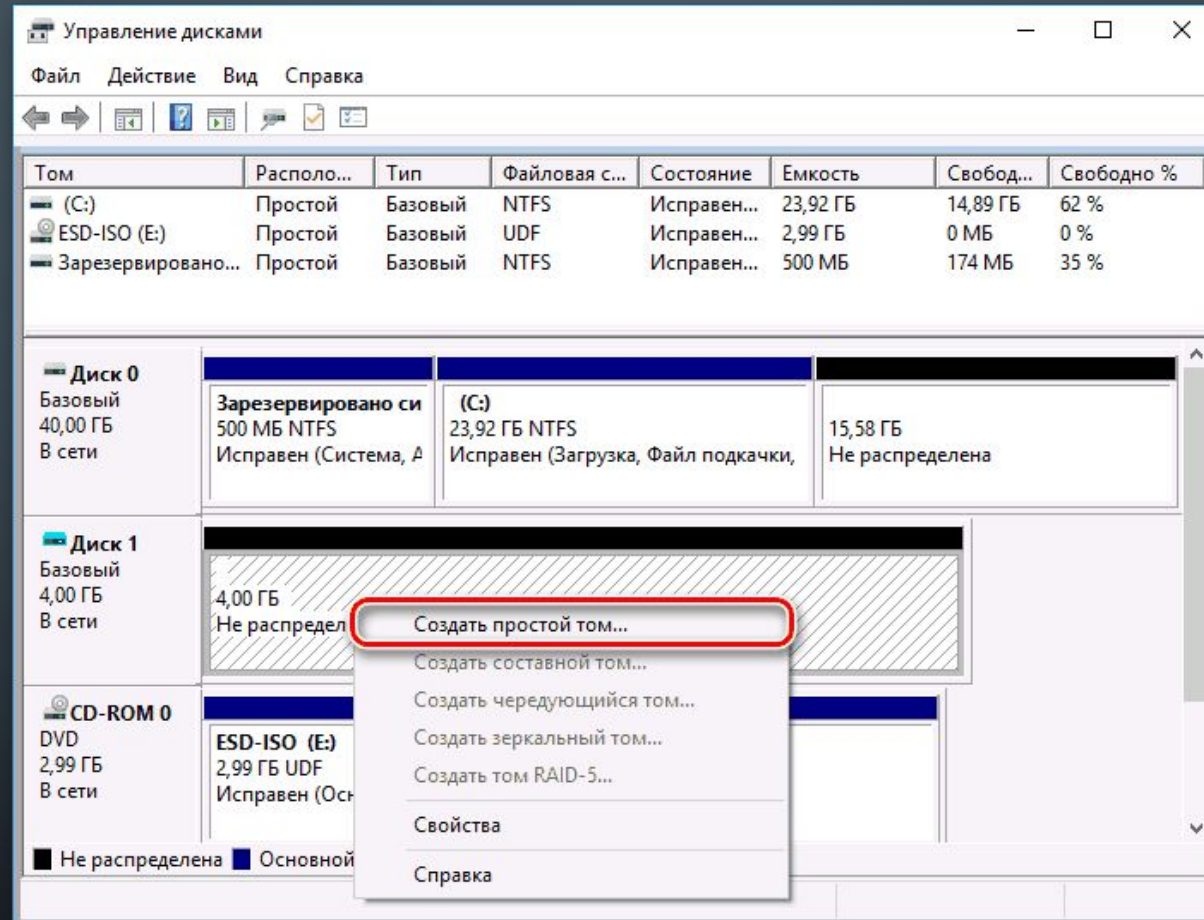 Управление дисками
Файл Действие Вид Справка
Том Располо... Тип Файловая с... Состояние Емкость Свобод... Свободно %
(C:) Простой Базовый NTFS Исправен... 23,92 ГБ 14,89 ГБ 62 %
ESD-ISO (E:) Простой Базовый UDF Исправен... 2,99 ГБ 0 МБ 0 %
Зарезервировано... Простой Базовый NTFS Исправен... 500 МБ 174 МБ 35 %
Диск 0
Базовый
40,00 ГБ
В сети
Зарезервировано си
500 МБ NTFS
Исправен (Система, А
(C:)
23,92 ГБ NTFS
Исправен (Загрузка, Файл подкачки,
15,58 ГБ
Не распределена
Диск 1
Базовый
4,00 ГБ
В сети
4,00 ГБ
Не распредел
Создать простой том...
Создать составной том...
Создать чередующийся том...
Создать зеркальный том...
Создать том RAID-5...
Свойства
Справка
CD-ROM 0
DVD
2,99 ГБ
В сети
ESD-ISO (E:)
2,99 ГБ UDF
Исправен (Осн
Не распределена Основной